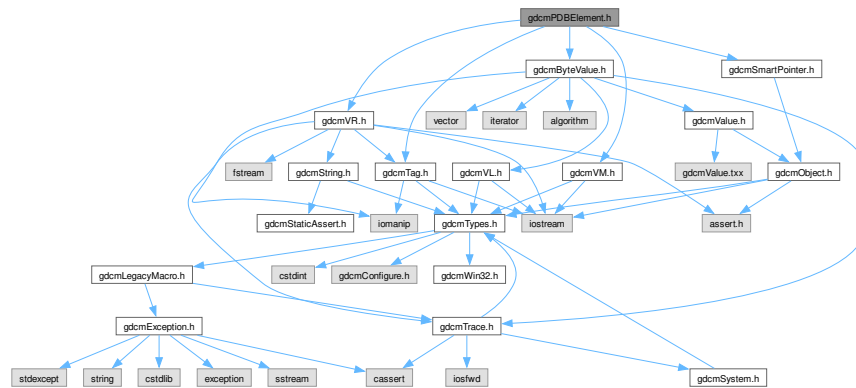 gdcmPDBElement.h
gdcmByteValue.h
gdcmSmartPointer.h
vector
iterator
algorithm
gdcmVR.h
gdcmValue.h
fstream
gdcmString.h
gdcmTag.h
gdcmVL.h
gdcmVM.h
gdcmValue.txx
gdcmObject.h
gdcmStaticAssert.h
iomanip
gdcmTypes.h
iostream
assert.h
gdcmLegacyMacro.h
cstdint
gdcmConfigure.h
gdcmWin32.h
gdcmException.h
gdcmTrace.h
stdexcept
string
cstdlib
exception
sstream
cassert
iosfwd
gdcmSystem.h